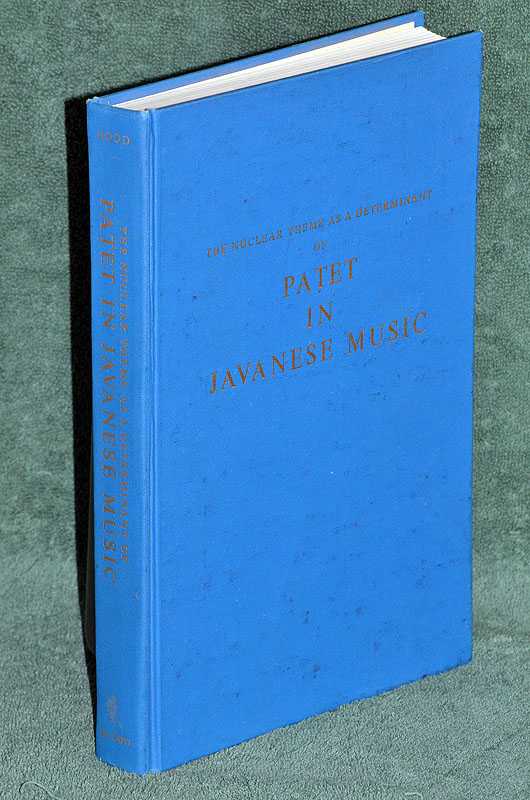 HOOD
THE NUCLEAR THEME AS A DETERMINANT OF
PATET IN JAVANESE MUSIC
THE NUCLEAR THEME AS A DETERMINANT
OF
PAṬET
IN
JAVANESE MUSIC